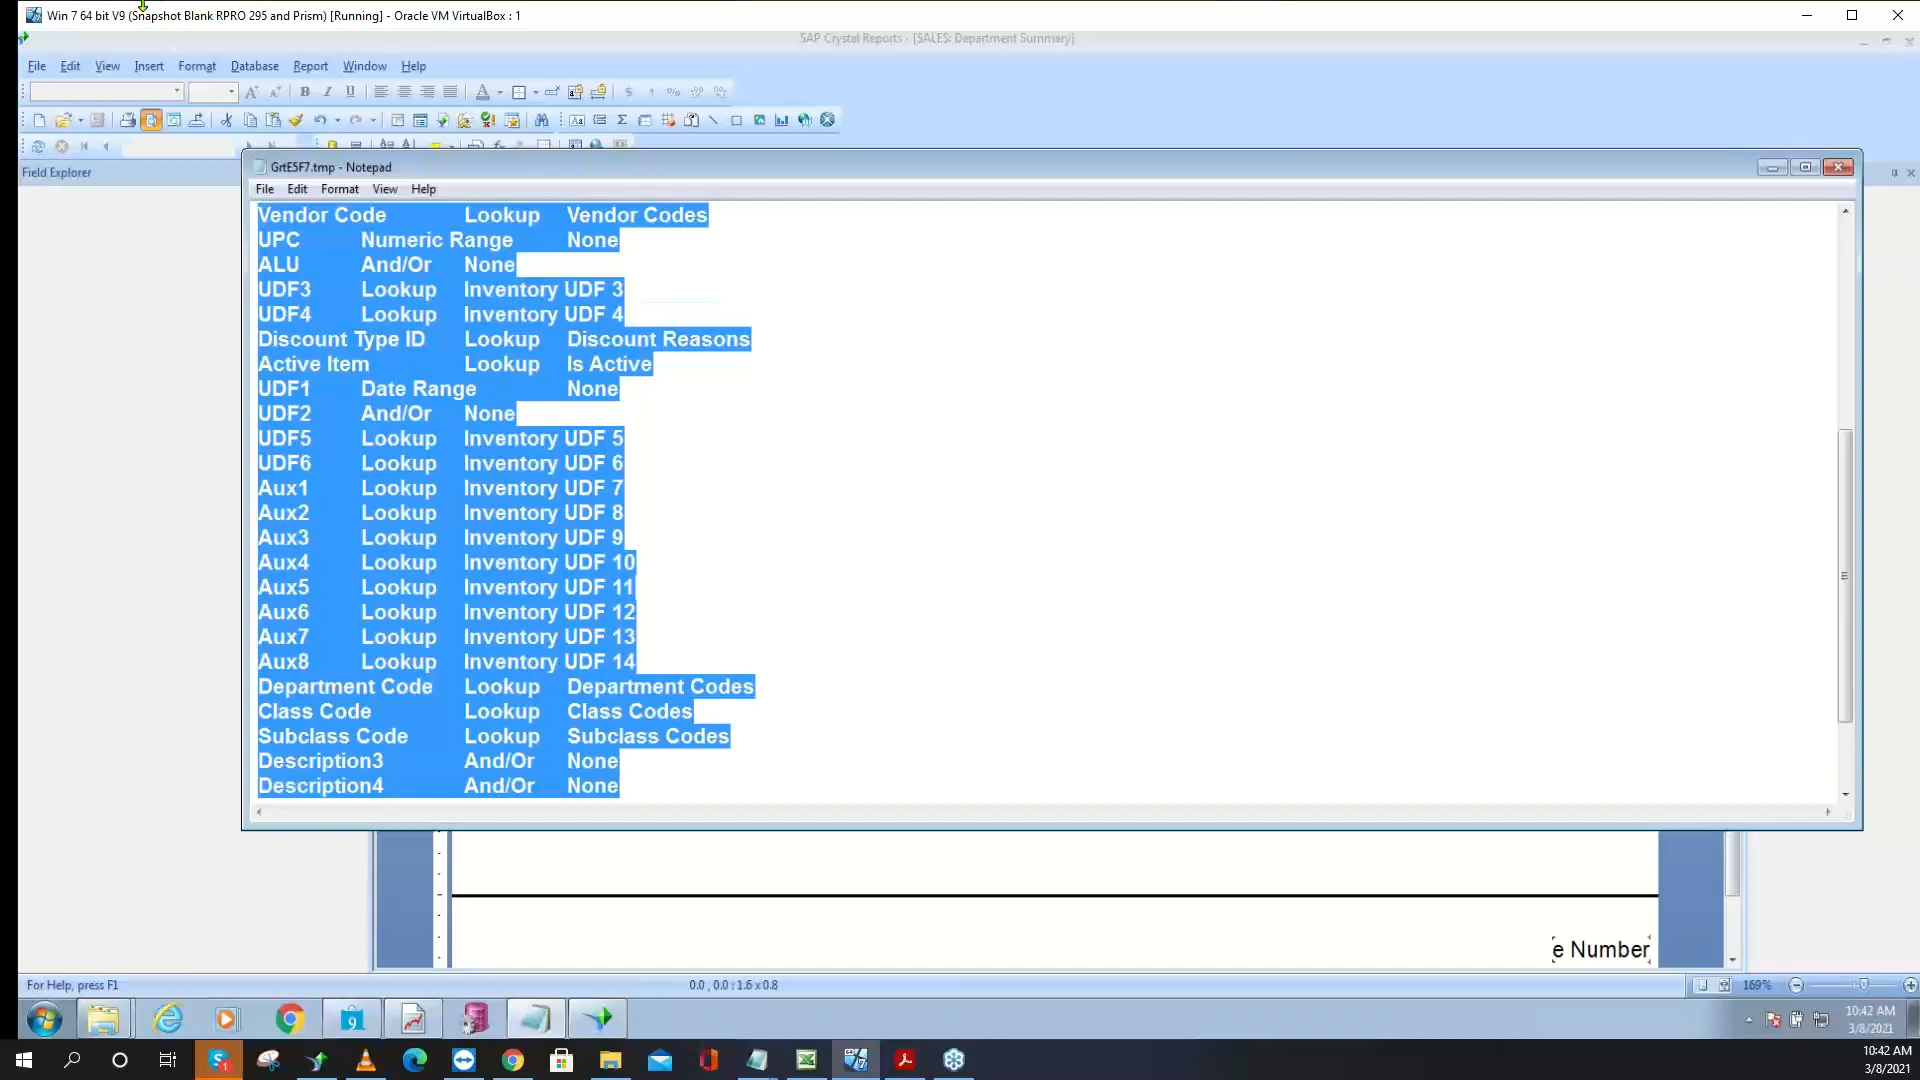 Win 7 64 bit V9 (Snapshot Blank RPRO 295 and Prism) [Running] - Oracle VM VirtualBox : 1
SAP Crystal Reports - [SALES: Department Summery]
File Edit View Insert Format Database Report Window Help
Field Explorer
GrtE5F7.tmp - Notepad
File Edit Format View Help
Vendor Code Lookup Vendor Codes
UPC Numeric Range None
ALU And/Or None
UDF3 Lookup Inventory UDF 3
UDF4 Lookup Inventory UDF 4
Discount Type ID Lookup Discount Reasons
Active Item Lookup Is Active
UDF1 Date Range None
UDF2 And/Or None
UDF5 Lookup Inventory UDF 5
UDF6 Lookup Inventory UDF 6
Aux1 Lookup Inventory UDF 7
Aux2 Lookup Inventory UDF 8
Aux3 Lookup Inventory UDF 9
Aux4 Lookup Inventory UDF 10
Aux5 Lookup Inventory UDF 11
Aux6 Lookup Inventory UDF 12
Aux7 Lookup Inventory UDF 13
Aux8 Lookup Inventory UDF 14
Department Code Lookup Department Codes
Class Code Lookup Class Codes
Subclass Code Lookup Subclass Codes
Description3 And/Or None
Description4 And/Or None
e Number
For Help, press F1
0.0 , 0.0 : 1.6 x 0.8
169%
10:42 AM
3/8/2021
10:42 AM
3/8/2021